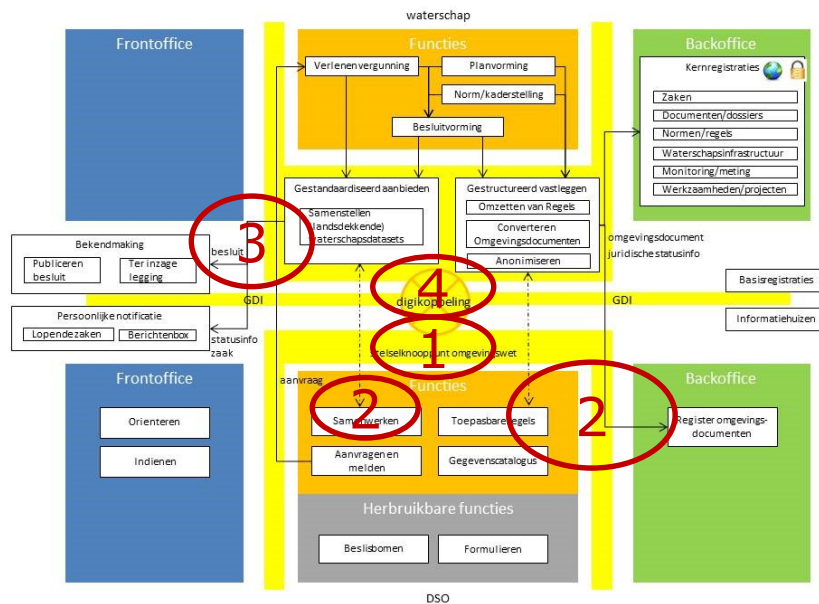 waterschap
Frontoffice
Functies
Backoffice
Verlenenvergunning
Planvorming
Norm/kaderstelling
Besluitvorming
Kernregistraties
Zaken
Documenten/dossiers
Normen/regels
Waterschapsinfrastructuur
Monitoring/meting
Werkzaamheden/projecten
Gestandaardiseerd aanbieden
Samenstellen
(landsdekkende)
waterschapsdatasets
Gestructureerd vastleggen
Omzetten van Regels
Converteren
Omgevingsdocumenten
Anonimiseren
3
besluit
Bekendmaking
Publiceren
besluit
Ter inzage
legging
omgevingsdocument
juridische statusinfo
4
GDI
digikoppeling
GDI
Basisregistraties
Informatiehuizen
Persoonlijke notificatie
Lopendezaken
Berichtenbox
statusinfo
zaak
1
stelselknooppunt omgevingswet
aanvraag
Frontoffice
Functies
Backoffice
Orienteren
Indienen
2
Samenwerken
Toepasbare regels
2
Aanvragen en
melden
Gegevenscatalogus
Register omgevings-
documenten
Herbruikbare functies
Beslisbomen
Formulieren
DSO